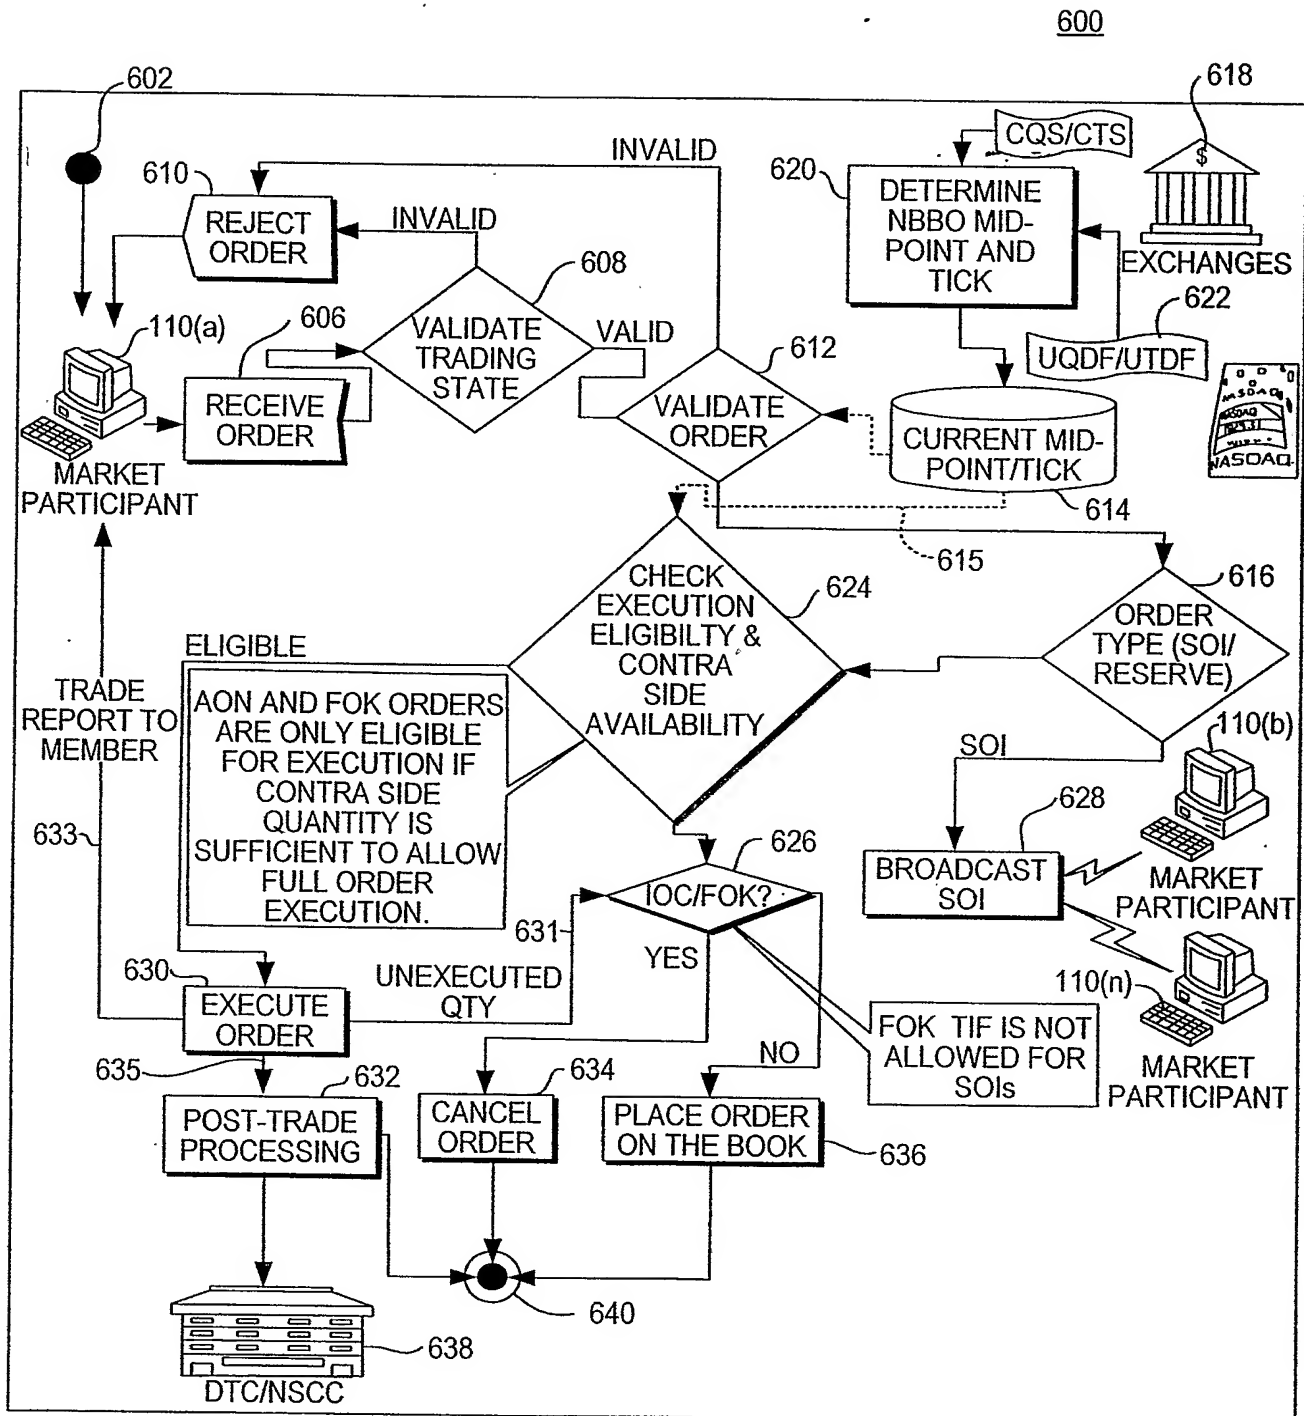 600
602
618
CQS/CTS
INVALID
610
620
DETERMINE
NBBO MID-
POINT AND
TICK
$
REJECT
ORDER
INVALID
608
EXCHANGES
110(a)
606
VALIDATE
TRADING
STATE
VALID
612
622
UQDF/UTDF
RECEIVE
ORDER
VALIDATE
ORDER
CURRENT MID-
POINT/TICK
NASDAQ
NASDAQ
MARKET
PARTICIPANT
614
615
616
CHECK
EXECUTION
ELIGIBILTY &
CONTRA
SIDE
AVAILABILITY
624
ORDER
TYPE (SOI/
RESERVE)
ELIGIBLE
TRADE
REPORT TO
MEMBER
AON AND FOK ORDERS
ARE ONLY ELIGIBLE
FOR EXECUTION IF
CONTRA SIDE
QUANTITY IS
SUFFICIENT TO ALLOW
FULL ORDER
EXECUTION.
SOI
110(b)
633
628
626
BROADCAST
SOI
MARKET
PARTICIPANT
IOC/FOK?
631
YES
630
UNEXECUTED
QTY
EXECUTE
ORDER
110(n)
FOK TIF IS NOT
ALLOWED FOR
SOIs
NO
635
632
634
MARKET
PARTICIPANT
POST-TRADE
PROCESSING
CANCEL
ORDER
PLACE ORDER
ON THE BOOK
636
640
638
DTC/NSCC